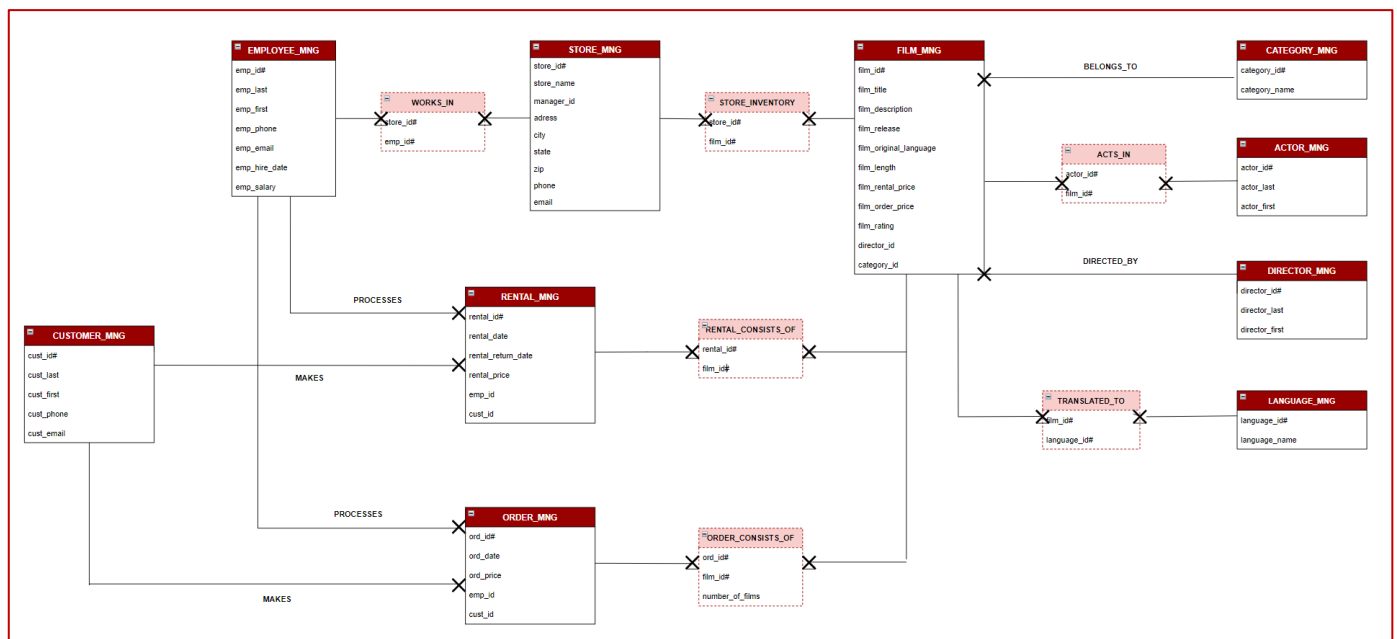 EMPLOYEE_MNG
emp_id#
emp_last
emp_first
emp_phone
emp_email
emp_hire_date
emp_salary
WORKS_IN
store_id#
emp_id#
STORE_MNG
store_id#
store_name
manager_id
adress
city
state
zip
phone
email
STORE_INVENTORY
store_id#
film_id#
FILM_MNG
film_id#
film_title
film_description
film_release
film_original_language
film_length
film_rental_price
film_order_price
film_rating
director_id
category_id
BELONGS_TO
CATEGORY_MNG
category_id#
category_name
ACTS_IN
actor_id#
film_id#
ACTOR_MNG
actor_id#
actor_last
actor_first
DIRECTED_BY
DIRECTOR_MNG
director_id#
director_last
director_first
PROCESSES
RENTAL_MNG
rental_id#
rental_date
rental_return_date
rental_price
emp_id
cust_id
CUSTOMER_MNG
cust_id#
cust_last
cust_first
cust_phone
cust_email
MAKES
RENTAL_CONSISTS_OF
rental_id#
film_id#
TRANSLATED_TO
film_id#
language_id#
LANGUAGE_MNG
language_id#
language_name
PROCESSES
ORDER_MNG
ord_id#
ord_date
ord_price
emp_id
cust_id
MAKES
ORDER_CONSISTS_OF
ord_id#
film_id#
number_of_films